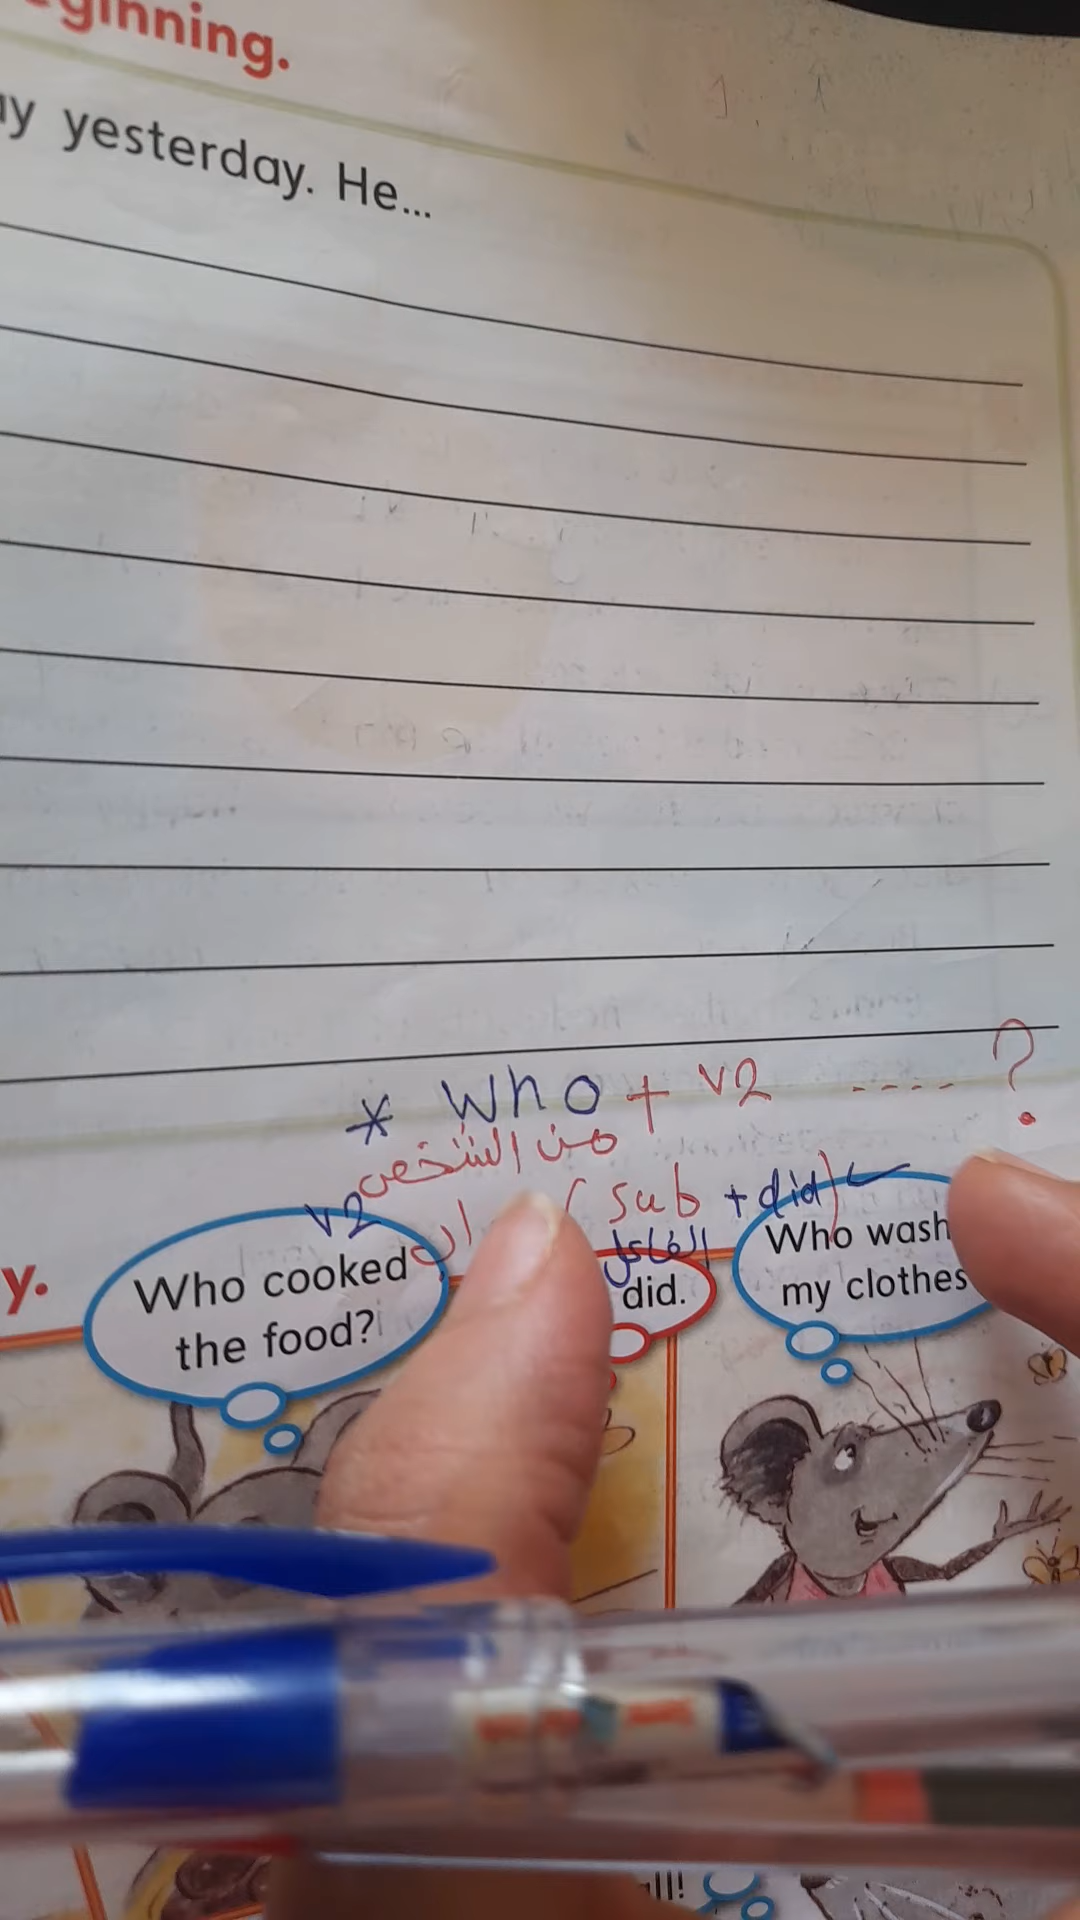 ginning.
yesterday. He...
* Who + v2 ---- ?
من الشخص
(sub + did)
v2
الفاعل
y.
Who cooked
the food?
did.
Who wash
my clothes
ll!